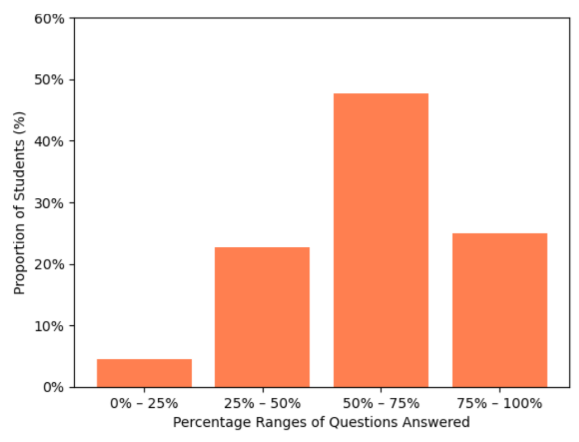 60%
50%
40%
30%
20%
10%
0%
Proportion of Students (%)
0% – 25% 25% – 50% 50% – 75% 75% – 100%
Percentage Ranges of Questions Answered